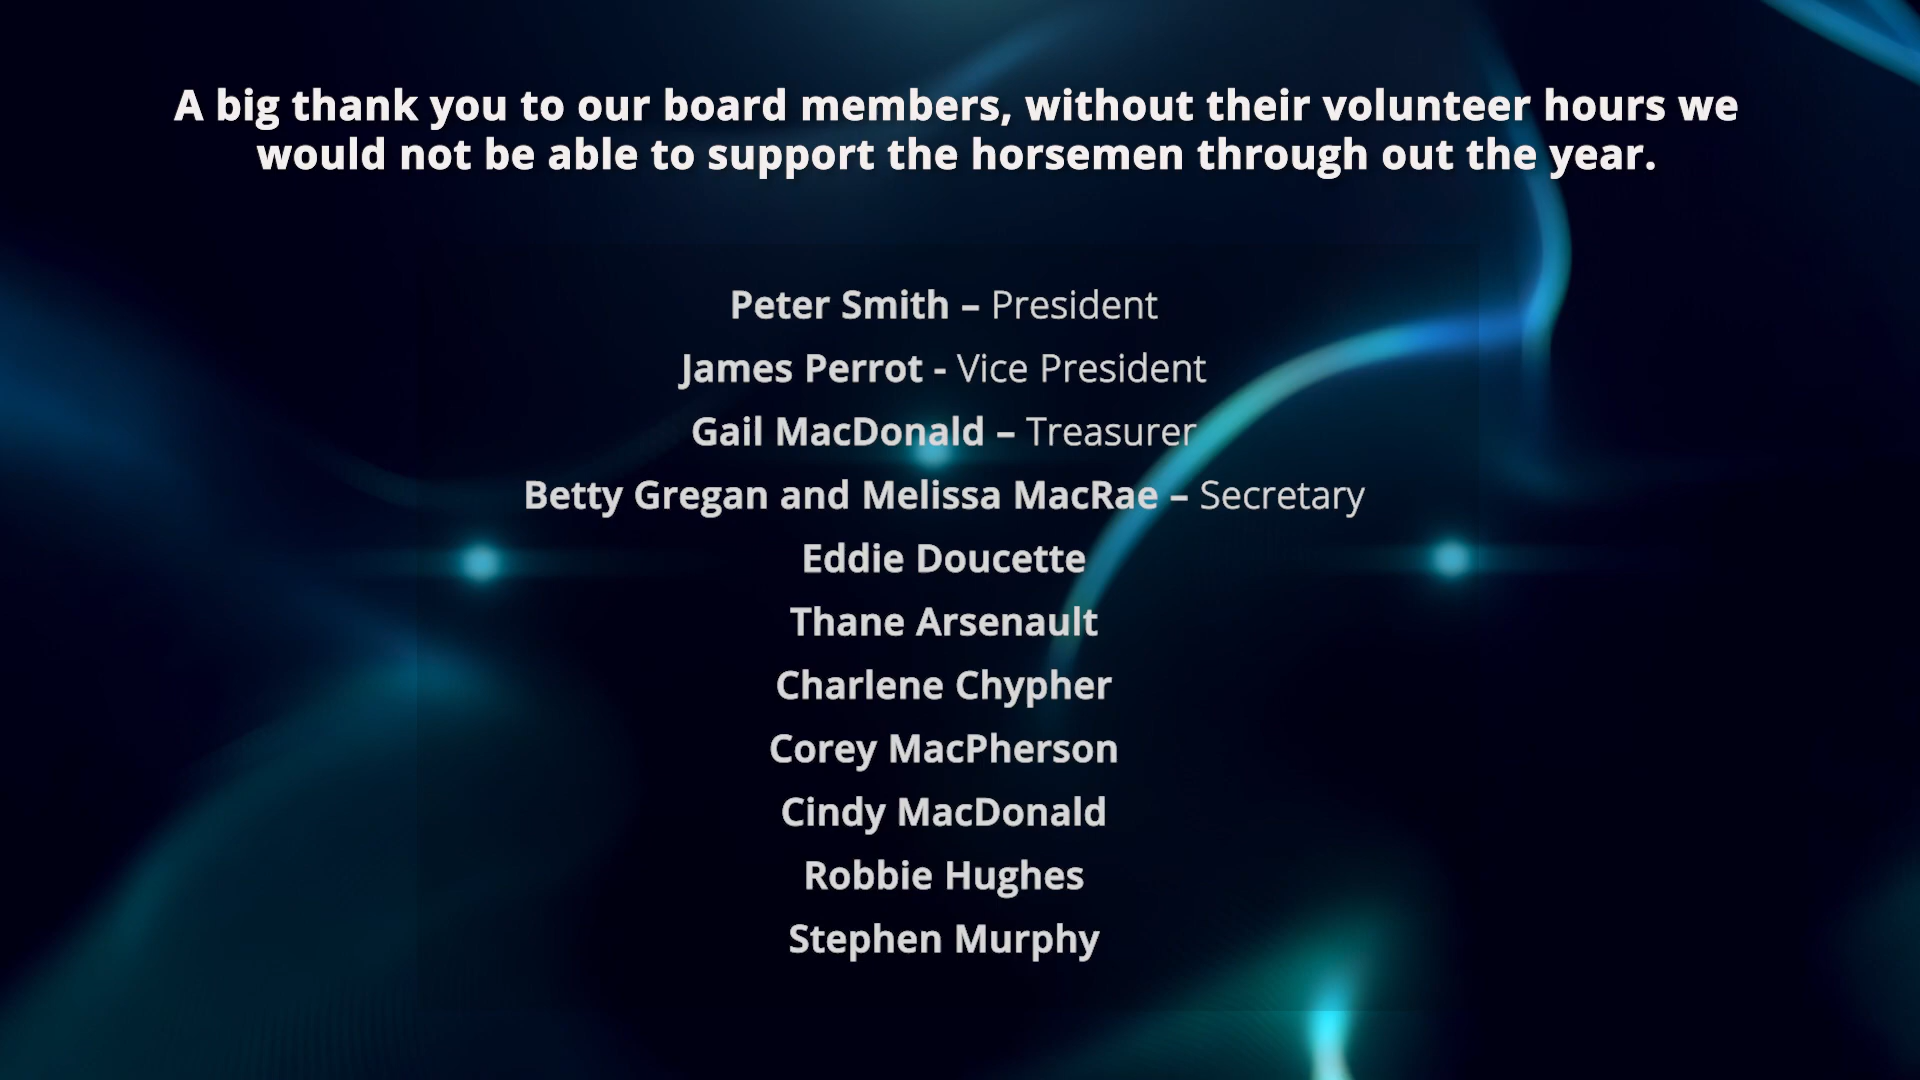 A big thank you to our board members, without their volunteer hours we
would not be able to support the horsemen through out the year.
Peter Smith – President
James Perrot - Vice President
Gail MacDonald – Treasurer
Betty Gregan and Melissa MacRae – Secretary
Eddie Doucette
Thane Arsenault
Charlene Chypher
Corey MacPherson
Cindy MacDonald
Robbie Hughes
Stephen Murphy